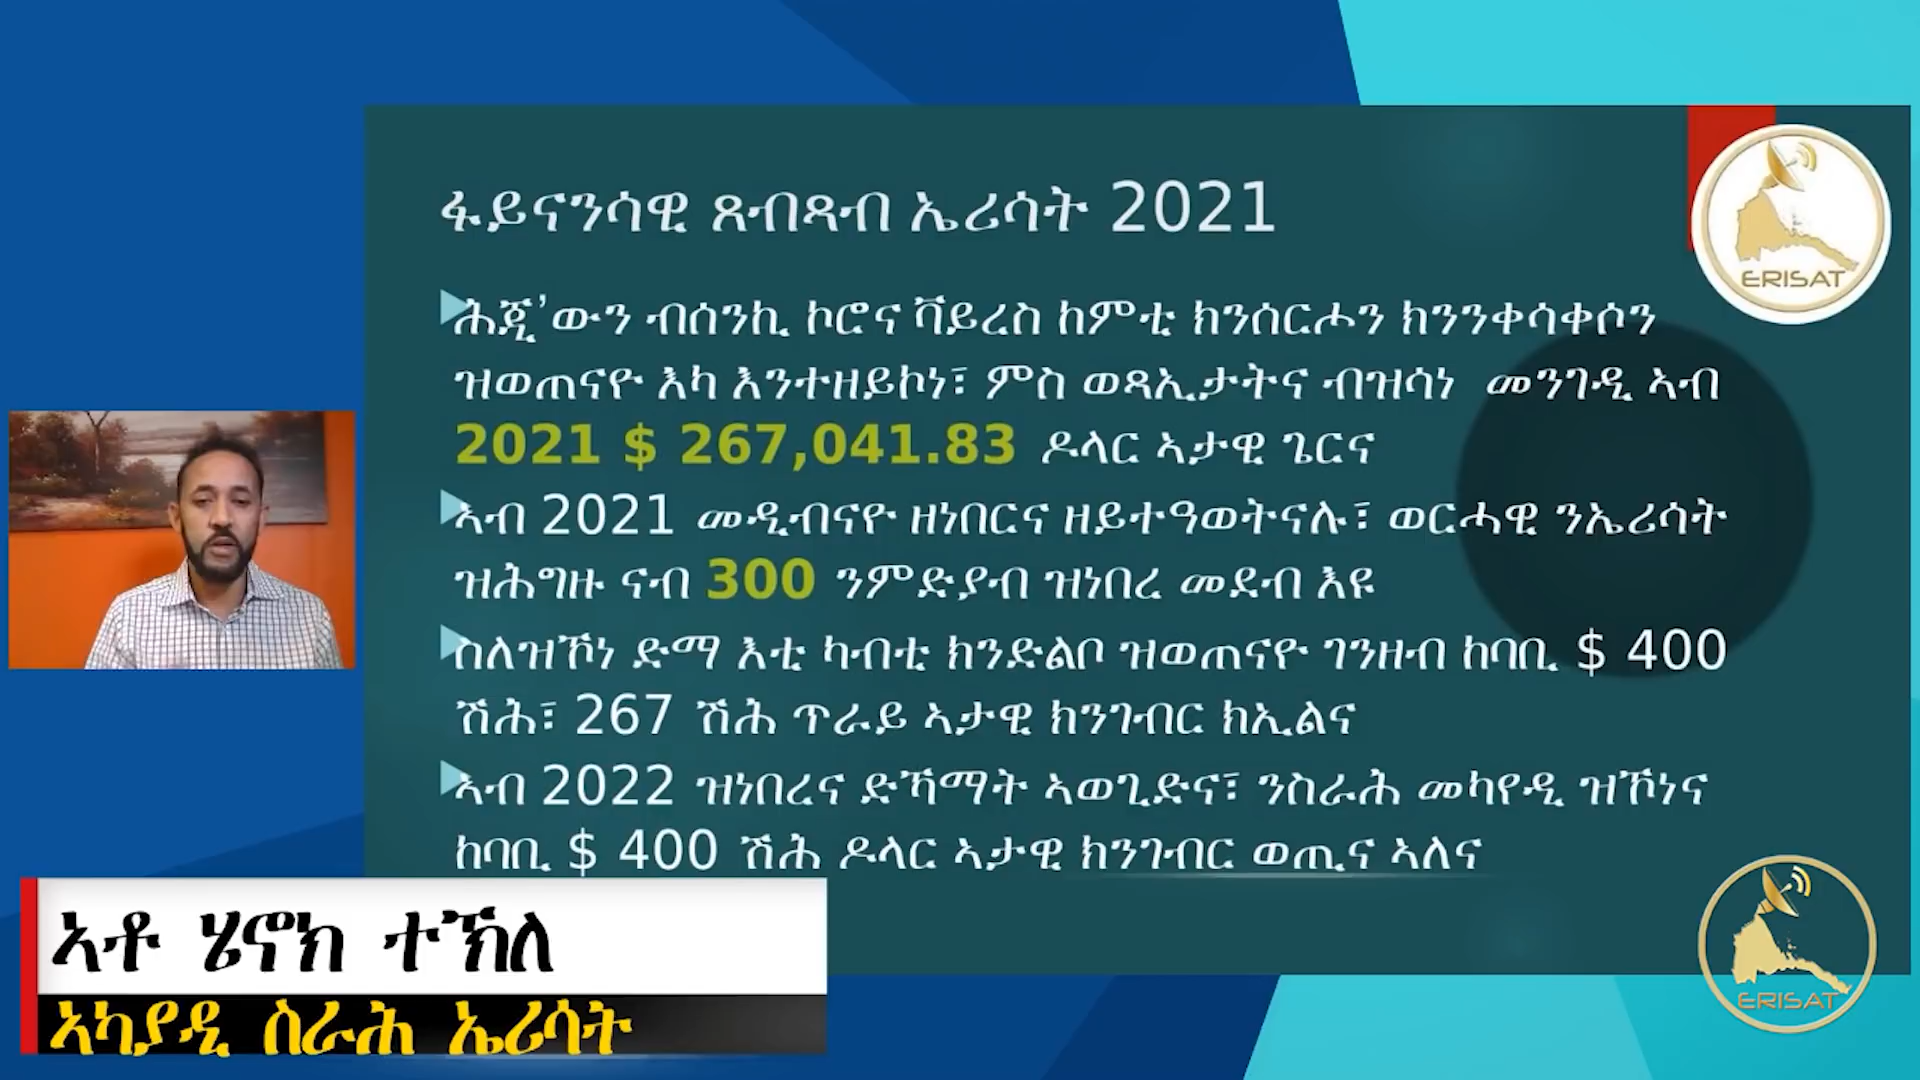 ፋይናንሳዊ ጸብጻብ ኤሪሳት 2021
ERISAT
ሕጂ’ውን ብሰንኪ ኮሮና ቫይረስ ከምቲ ክንሰርሖን ክንንቀሳቀሶን
ዝወጠናዮ እካ እንተዘይኮነ፣ ምስ ወጻኢታትና ብዝሳነ መንገዲ ኣብ
2021 $ 267,041.83 ዶላር ኣታዊ ጌርና
ኣብ 2021 መዲብናዮ ዘነበርና ዘይተዓወትናሉ፣ ወርሓዊ ንኤሪሳት
ዝሕግዙ ናብ 300 ንምድያብ ዝነበረ መደብ እዩ
ስለዝኾነ ድማ እቲ ካብቲ ክንድልቦ ዝወጠናዮ ገንዘብ ከባቢ $ 400
ሽሕ፣ 267 ሽሕ ጥራይ ኣታዊ ክንገብር ክኢልና
ኣብ 2022 ዝነበረና ድኻማት ኣወጊድና፣ ንስራሕ መካየዲ ዝኾነና
ከባቢ $ 400 ሽሕ ዶላር ኣታዊ ክንገብር ወጢና ኣለና
ኣቶ ሄኖክ ተኽለ
ኣካያዲ ስራሕ ኤሪሳት
ERISAT